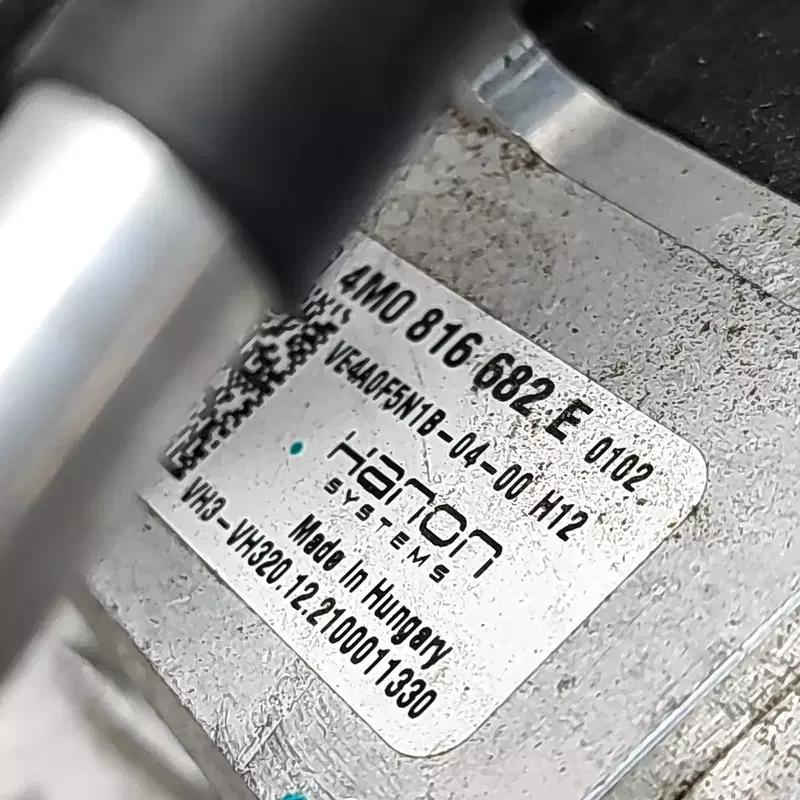 4M0 816 682 E 0102
VE4A0F5N1B-04-00 H12
Hanon
SYSTEMS
Made in Hungary
VH3-VH320.12.2100011330